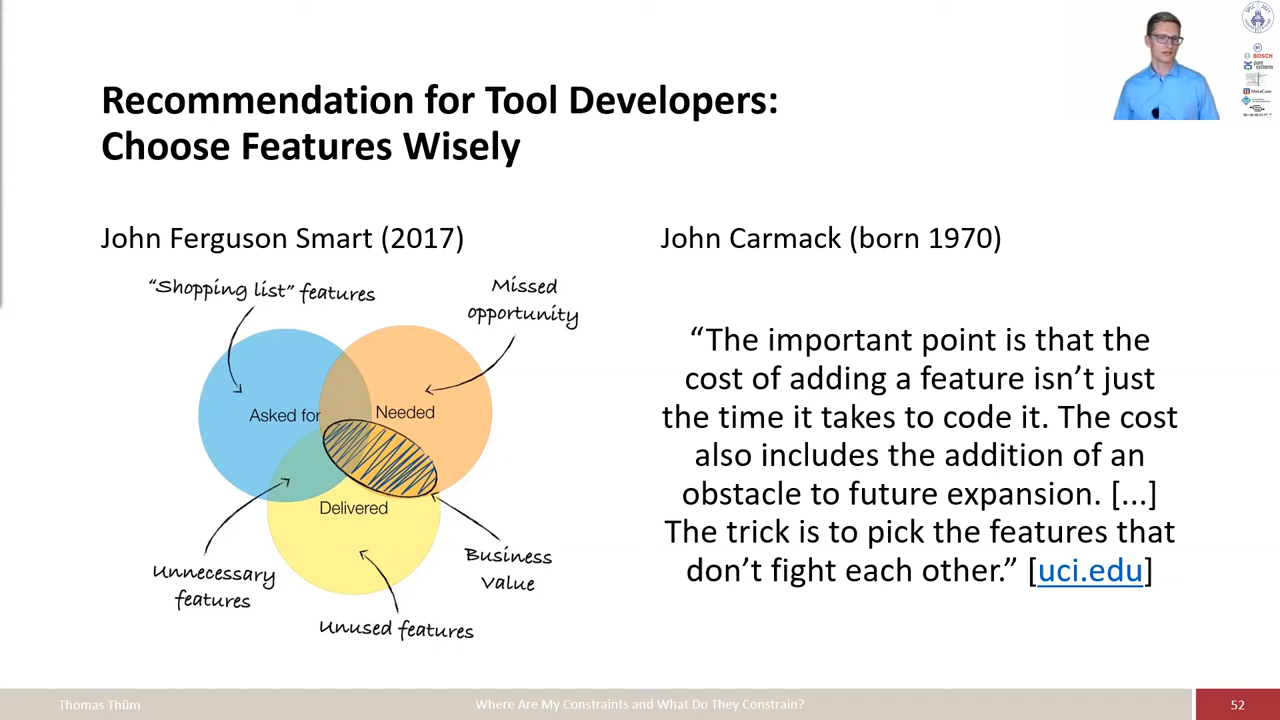 Recommendation for Tool Developers:
Choose Features Wisely
John Ferguson Smart (2017)
“Shopping list” features
Missed
opportunity
Asked for
Needed
Delivered
Unnecessary
features
Business
Value
Unused features
John Carmack (born 1970)
“The important point is that the
cost of adding a feature isn’t just
the time it takes to code it. The cost
also includes the addition of an
obstacle to future expansion. [...]
The trick is to pick the features that
don’t fight each other.” [uci.edu]
BOSCH
Thomas Thüm
Where Are My Constraints and What Do They Constrain?
52